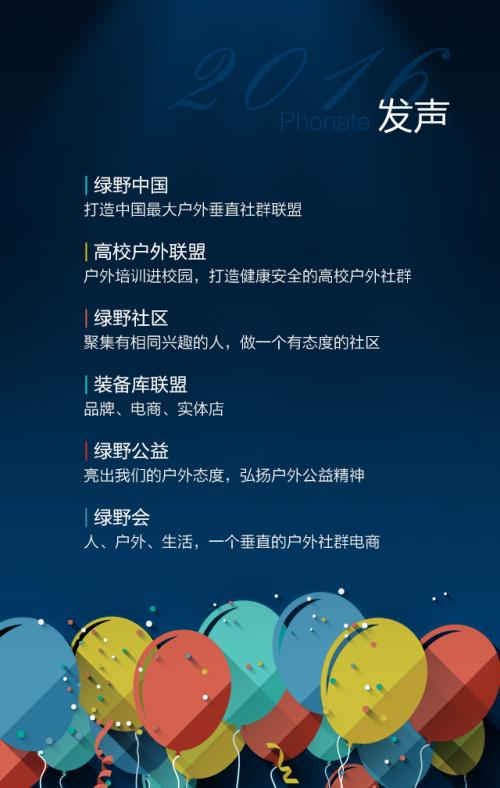 2016
Phonate 发声
绿野中国
打造中国最大户外垂直社群联盟
高校户外联盟
户外培训进校园，打造健康安全的高校户外社群
绿野社区
聚集有相同兴趣的人，做一个有态度的社区
装备库联盟
品牌、电商、实体店
绿野公益
亮出我们的户外态度，弘扬户外公益精神
绿野会
人、户外、生活，一个垂直的户外社群电商